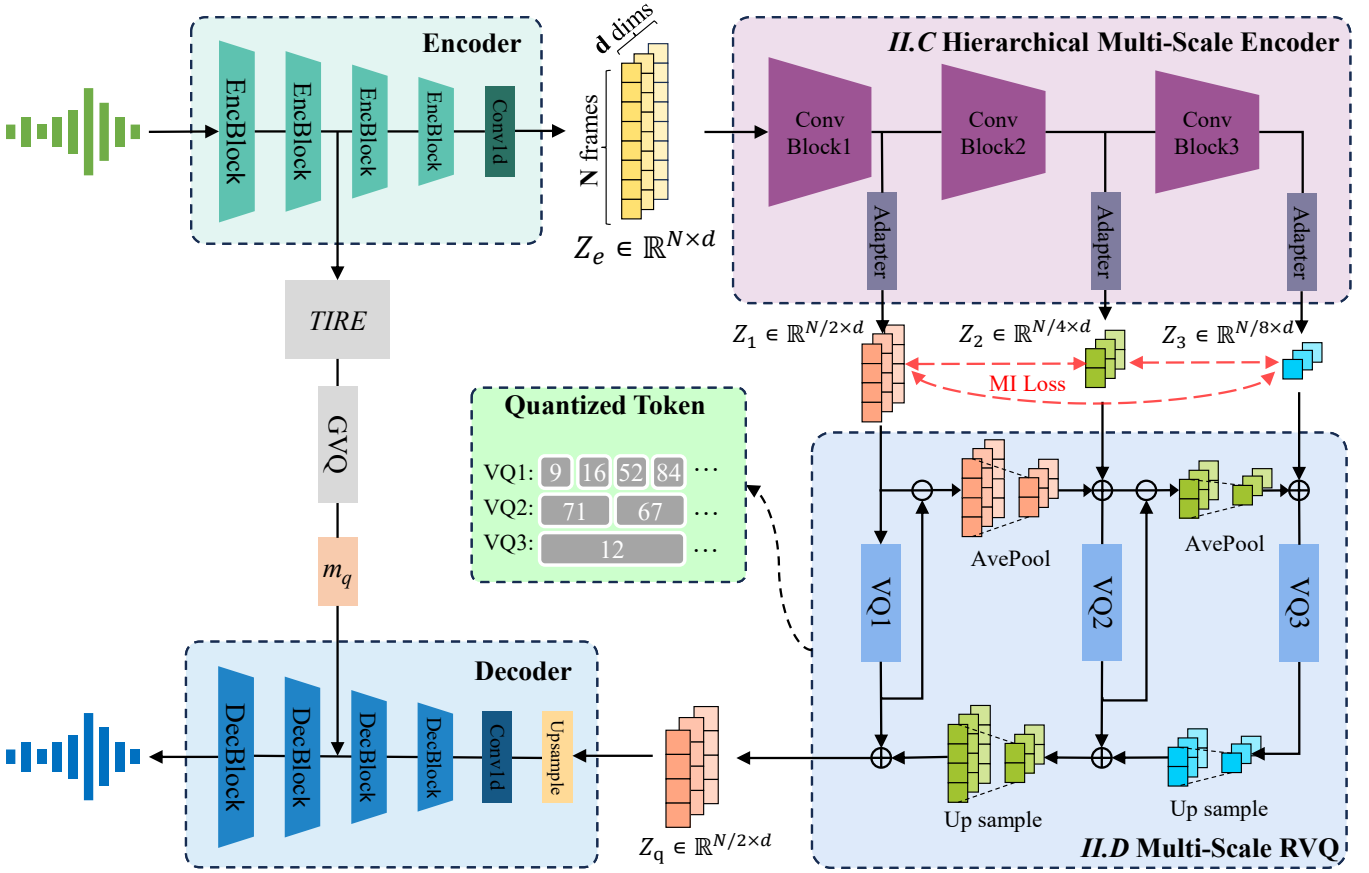 Encoder
EncBlock
EncBlock
EncBlock
EncBlock
Conv1d
d dims
N frames
Z_e ∈ ℝ^{N×d}
II.C Hierarchical Multi-Scale Encoder
Conv
Block1
Conv
Block2
Conv
Block3
Adapter
Adapter
Adapter
TIRE
GVQ
m_q
Z_1 ∈ ℝ^{N/2×d}
Z_2 ∈ ℝ^{N/4×d}
Z_3 ∈ ℝ^{N/8×d}
MI Loss
Quantized Token
VQ1: 9 16 52 84 ···
VQ2: 71 67 ···
VQ3: 12 ···
AvePool
AvePool
VQ1
VQ2
VQ3
Up sample
Up sample
II.D Multi-Scale RVQ
Decoder
DecBlock
DecBlock
DecBlock
DecBlock
Conv1d
Upsample
Z_q ∈ ℝ^{N/2×d}